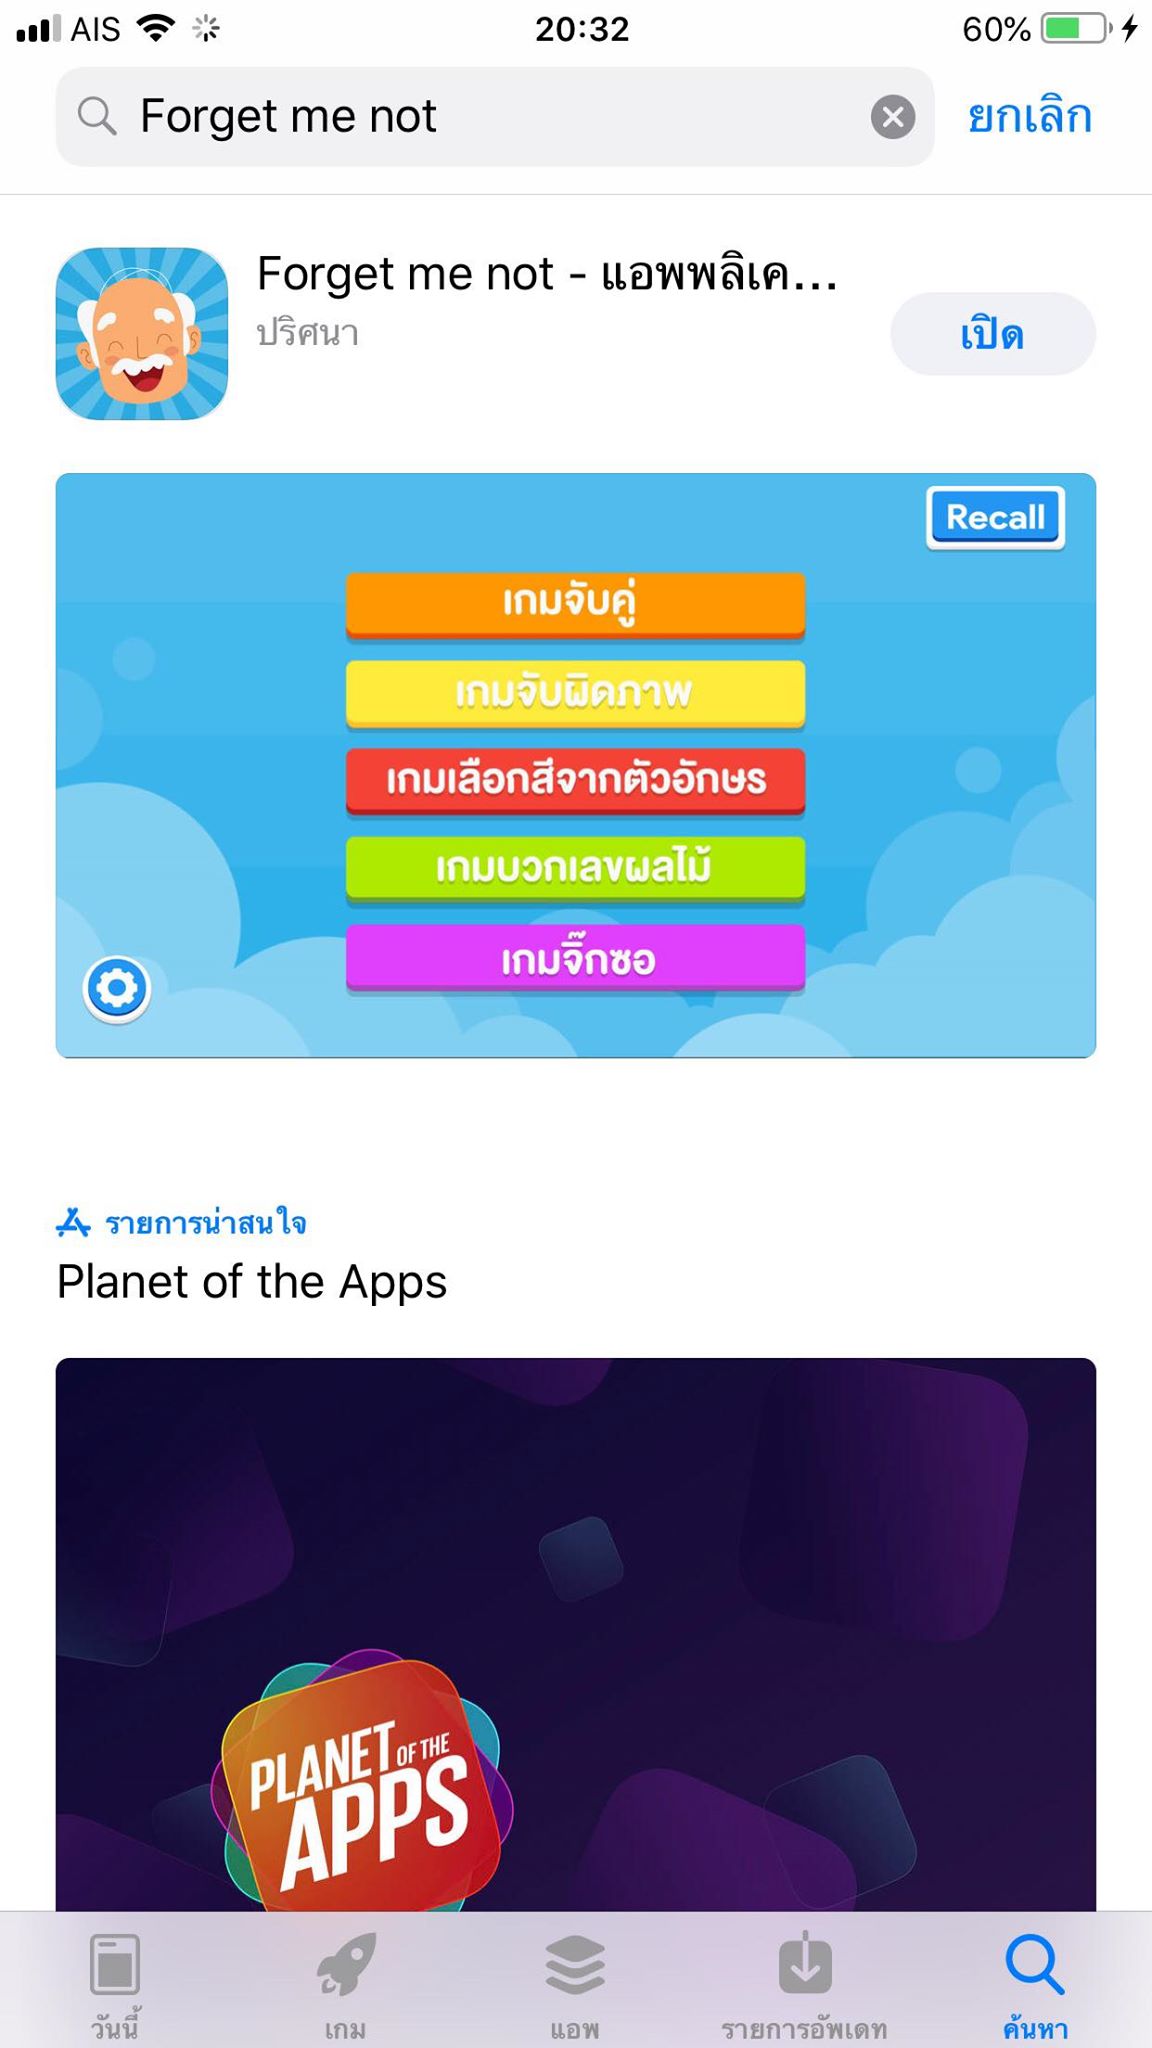 AIS 20:32 60%
Forget me not ยกเลิก
Forget me not - แอพพลิเค...
ปริศนา
เปิด
Recall
เกมจับคู่
เกมจับผิดภาพ
เกมเลือกสีจากตัวอักษร
เกมบวกเลขผลไม้
เกมจิ๊กซอ
รายการน่าสนใจ
Planet of the Apps
PLANET OF THE
APPS
วันนี้ เกม แอพ รายการอัพเดท ค้นหา